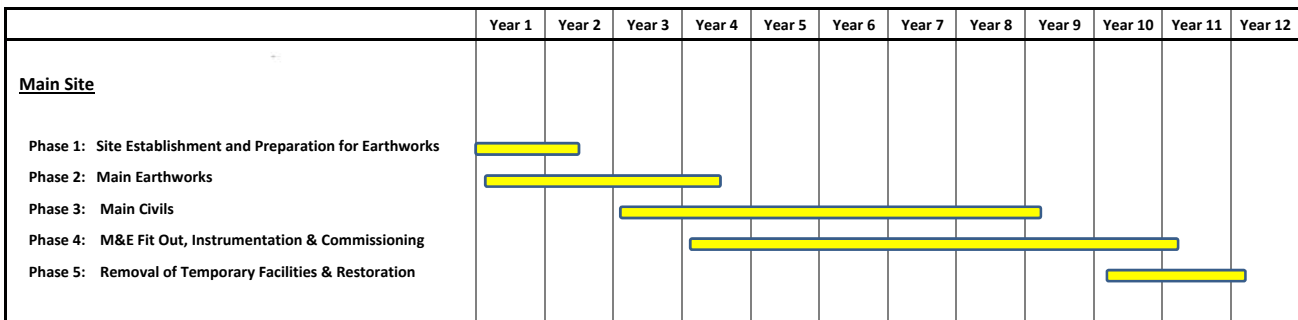 Year 1 Year 2 Year 3 Year 4 Year 5 Year 6 Year 7 Year 8 Year 9 Year 10 Year 11 Year 12
Main Site
Phase 1: Site Establishment and Preparation for Earthworks
Phase 2: Main Earthworks
Phase 3: Main Civils
Phase 4: M&E Fit Out, Instrumentation & Commissioning
Phase 5: Removal of Temporary Facilities & Restoration